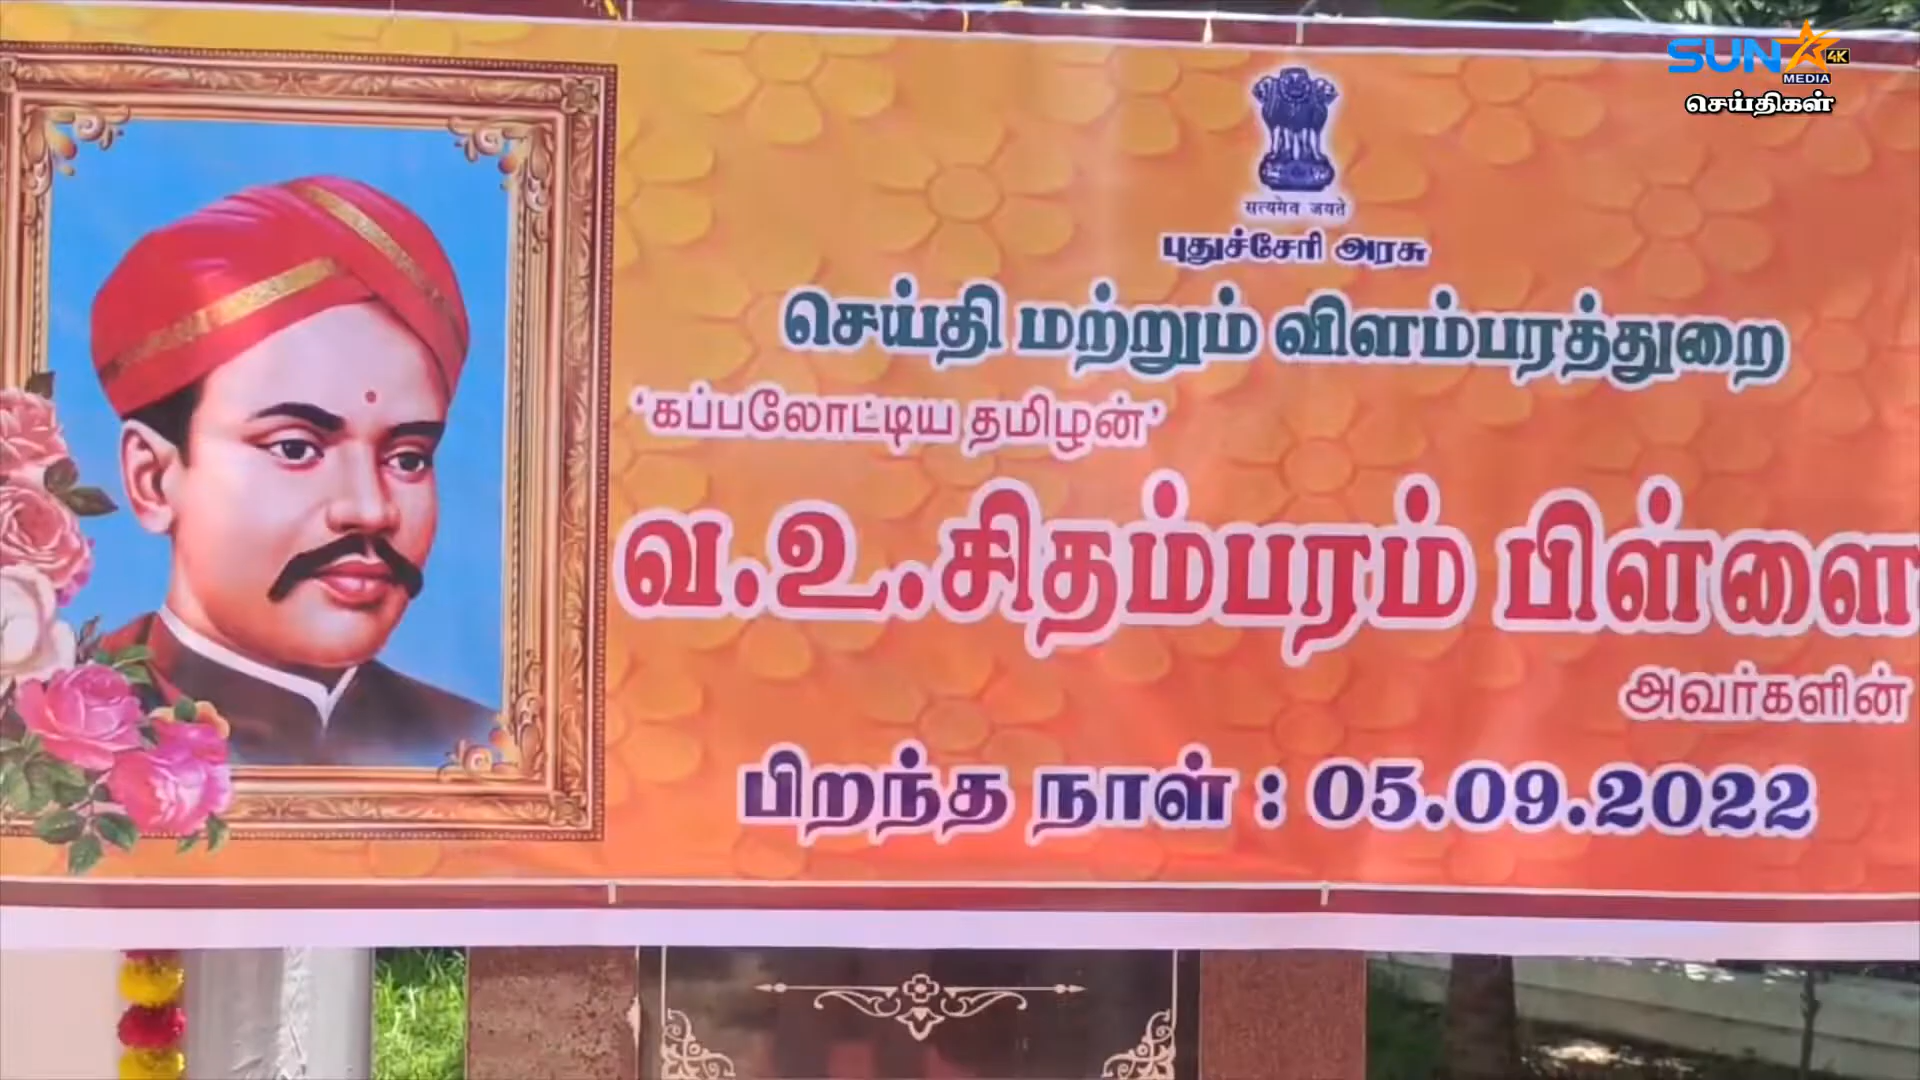 SUN 4K
MEDIA
செய்திகள்
सत्यमेव जयते
புதுச்சேரி அரசு
செய்தி மற்றும் விளம்பரத்துறை
'கப்பலோட்டிய தமிழன்'
வ.உ.சிதம்பரம் பிள்ளை
அவர்களின்
பிறந்த நாள் : 05.09.2022